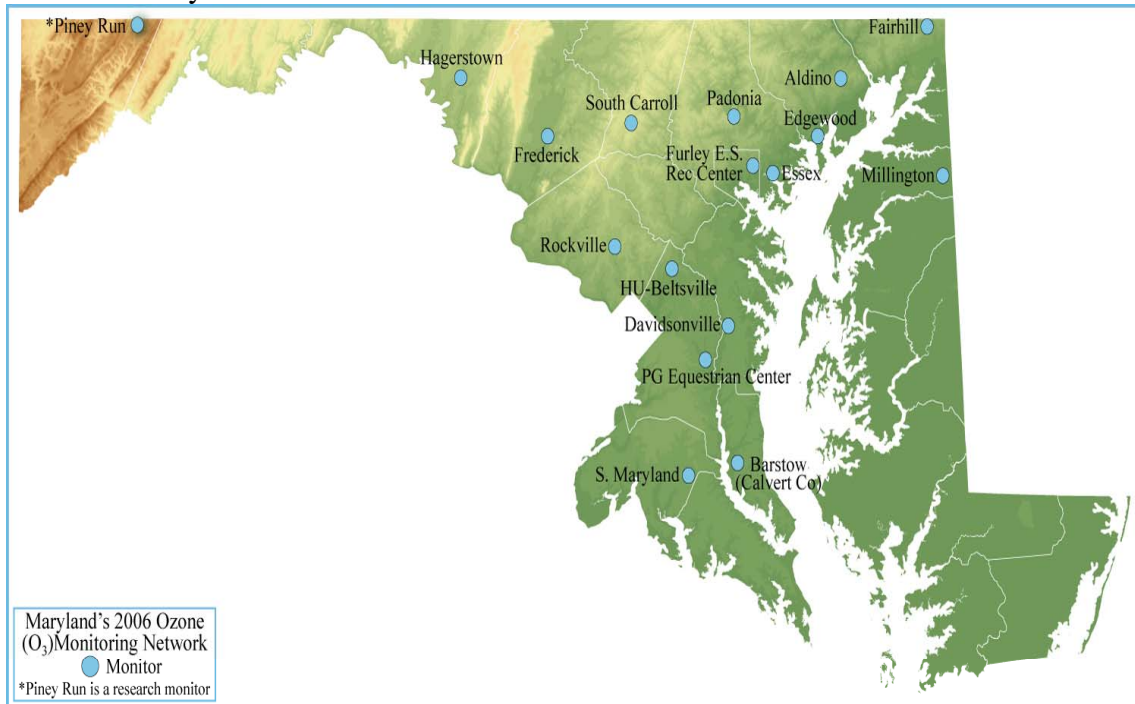 *Piney Run
Fairhill
Hagerstown
Aldino
South Carroll
Padonia
Edgewood
Frederick
Furley E.S.
Rec Center
Essex
Millington
Rockville
HU-Beltsville
Davidsonville
PG Equestrian Center
S. Maryland
Barstow
(Calvert Co)
Maryland's 2006 Ozone
(O₃)Monitoring Network
Monitor
*Piney Run is a research monitor